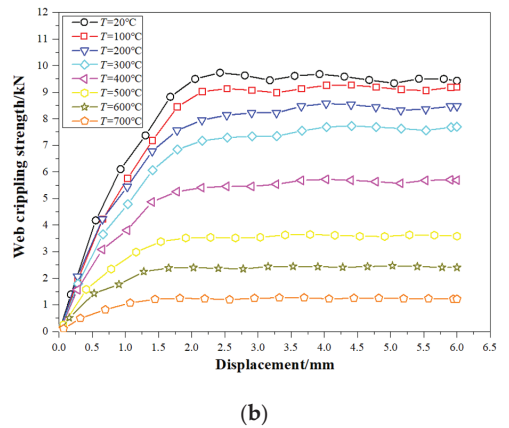 12
11
10
9
8
7
6
5
4
3
2
1
0
Web crippling strength/kN
T=20℃
T=100℃
T=200℃
T=300℃
T=400℃
T=500℃
T=600℃
T=700℃
0.0 0.5 1.0 1.5 2.0 2.5 3.0 3.5 4.0 4.5 5.0 5.5 6.0 6.5
Displacement/mm
(b)